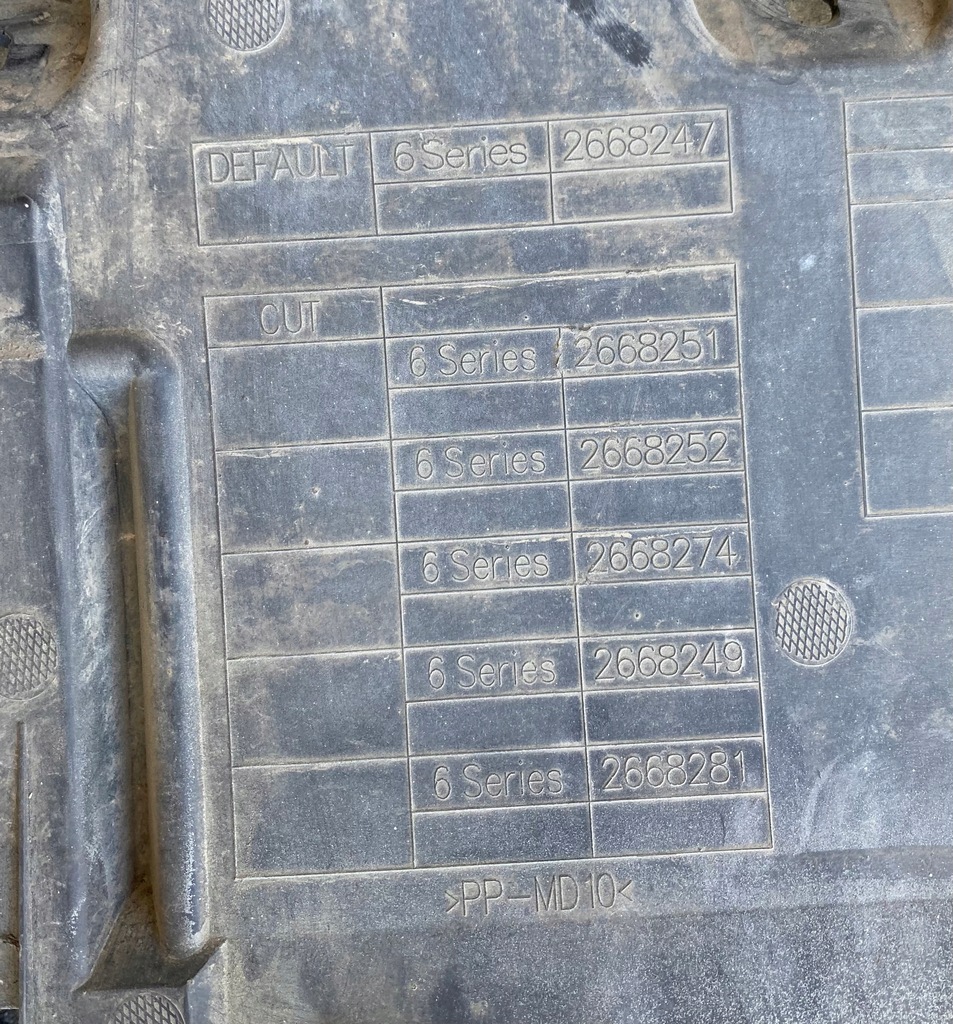 DEFAULT 6 Series 2668247
CUT
6 Series 2668251
6 Series 2668252
6 Series 2668274
6 Series 2668249
6 Series 2668281
>PP-MD10<